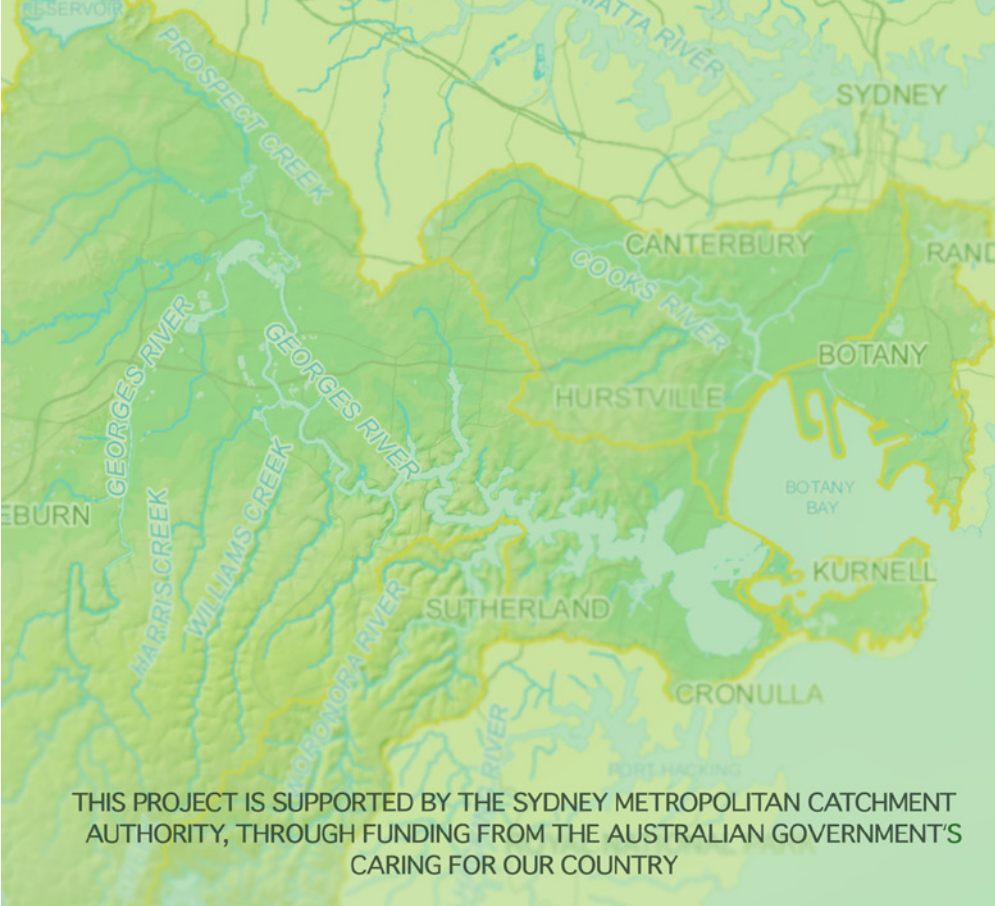 RESERVOIR
MATTA RIVER
PROSPECT CREEK
SYDNEY
CANTERBURY
RAND
COOKS RIVER
GEORGES RIVER
GEORGES RIVER
BOTANY
HURSTVILLE
BOTANY
BAY
EBURN
HARRIS CREEK
WILLIAMS CREEK
KURNELL
SUTHERLAND
WORONORA RIVER
CRONULLA
RIVER
PORT HACKING
THIS PROJECT IS SUPPORTED BY THE SYDNEY METROPOLITAN CATCHMENT
AUTHORITY, THROUGH FUNDING FROM THE AUSTRALIAN GOVERNMENT'S
CARING FOR OUR COUNTRY